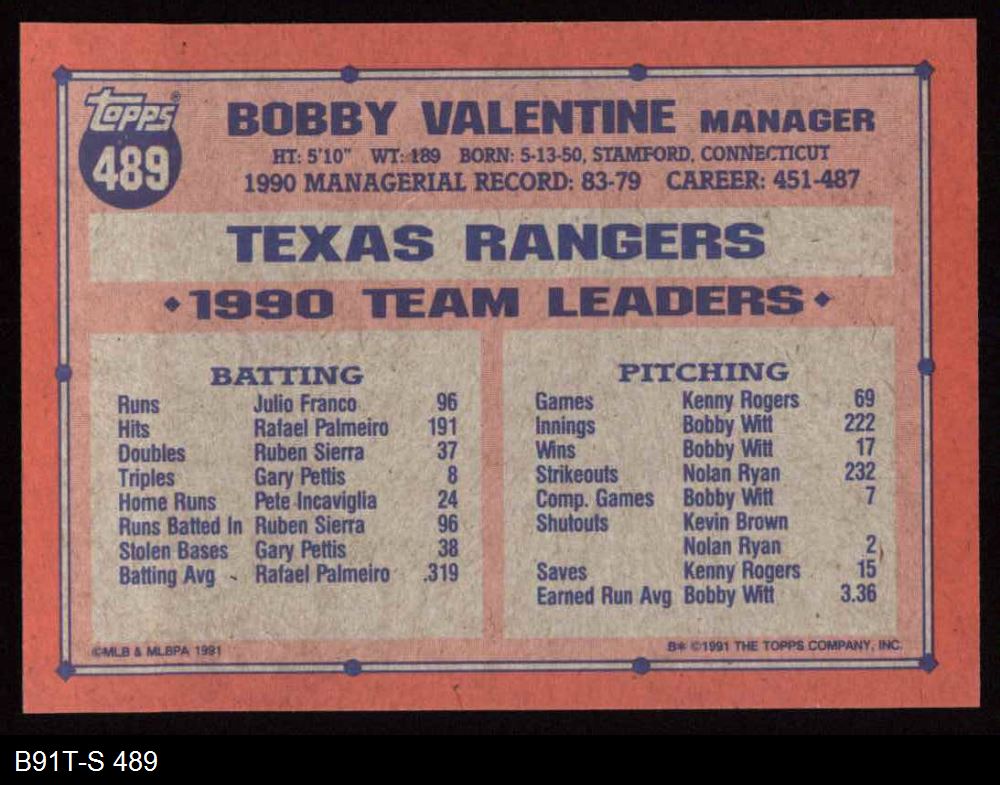 topps
489
BOBBY VALENTINE MANAGER
HT: 5'10" WT: 189 BORN: 5-13-50, STAMFORD, CONNECTICUT
1990 MANAGERIAL RECORD: 83-79 CAREER: 451-487
TEXAS RANGERS
◆ 1990 TEAM LEADERS ◆
BATTING
Runs Julio Franco 96
Hits Rafael Palmeiro 191
Doubles Ruben Sierra 37
Triples Gary Pettis 8
Home Runs Pete Incaviglia 24
Runs Batted In Ruben Sierra 96
Stolen Bases Gary Pettis 38
Batting Avg Rafael Palmeiro .319
PITCHING
Games Kenny Rogers 69
Innings Bobby Witt 222
Wins Bobby Witt 17
Strikeouts Nolan Ryan 232
Comp. Games Bobby Witt 7
Shutouts Kevin Brown
Nolan Ryan 2
Saves Kenny Rogers 15
Earned Run Avg Bobby Witt 3.36
©MLB & MLBPA 1991
B* ©1991 THE TOPPS COMPANY, INC.
B91T-S 489